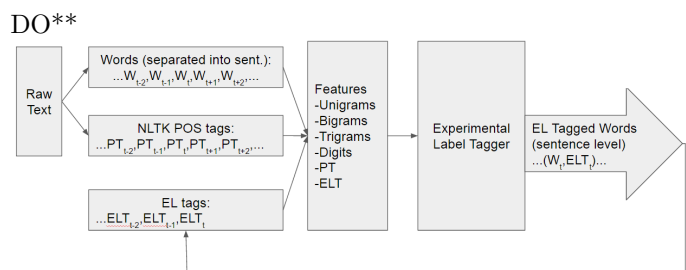 DO**
Raw
Text
Words (separated into sent.):
...Wt-2,Wt-1,Wt,Wt+1,Wt+2,...
NLTK POS tags:
...PTt-2,PTt-1,PTt,PTt+1,PTt+2,...
EL tags:
...ELTt-2,ELTt-1,ELTt
Features
-Unigrams
-Bigrams
-Trigrams
-Digits
-PT
-ELT
Experimental
Label Tagger
EL Tagged Words
(sentence level)
...(Wt,ELTt)...